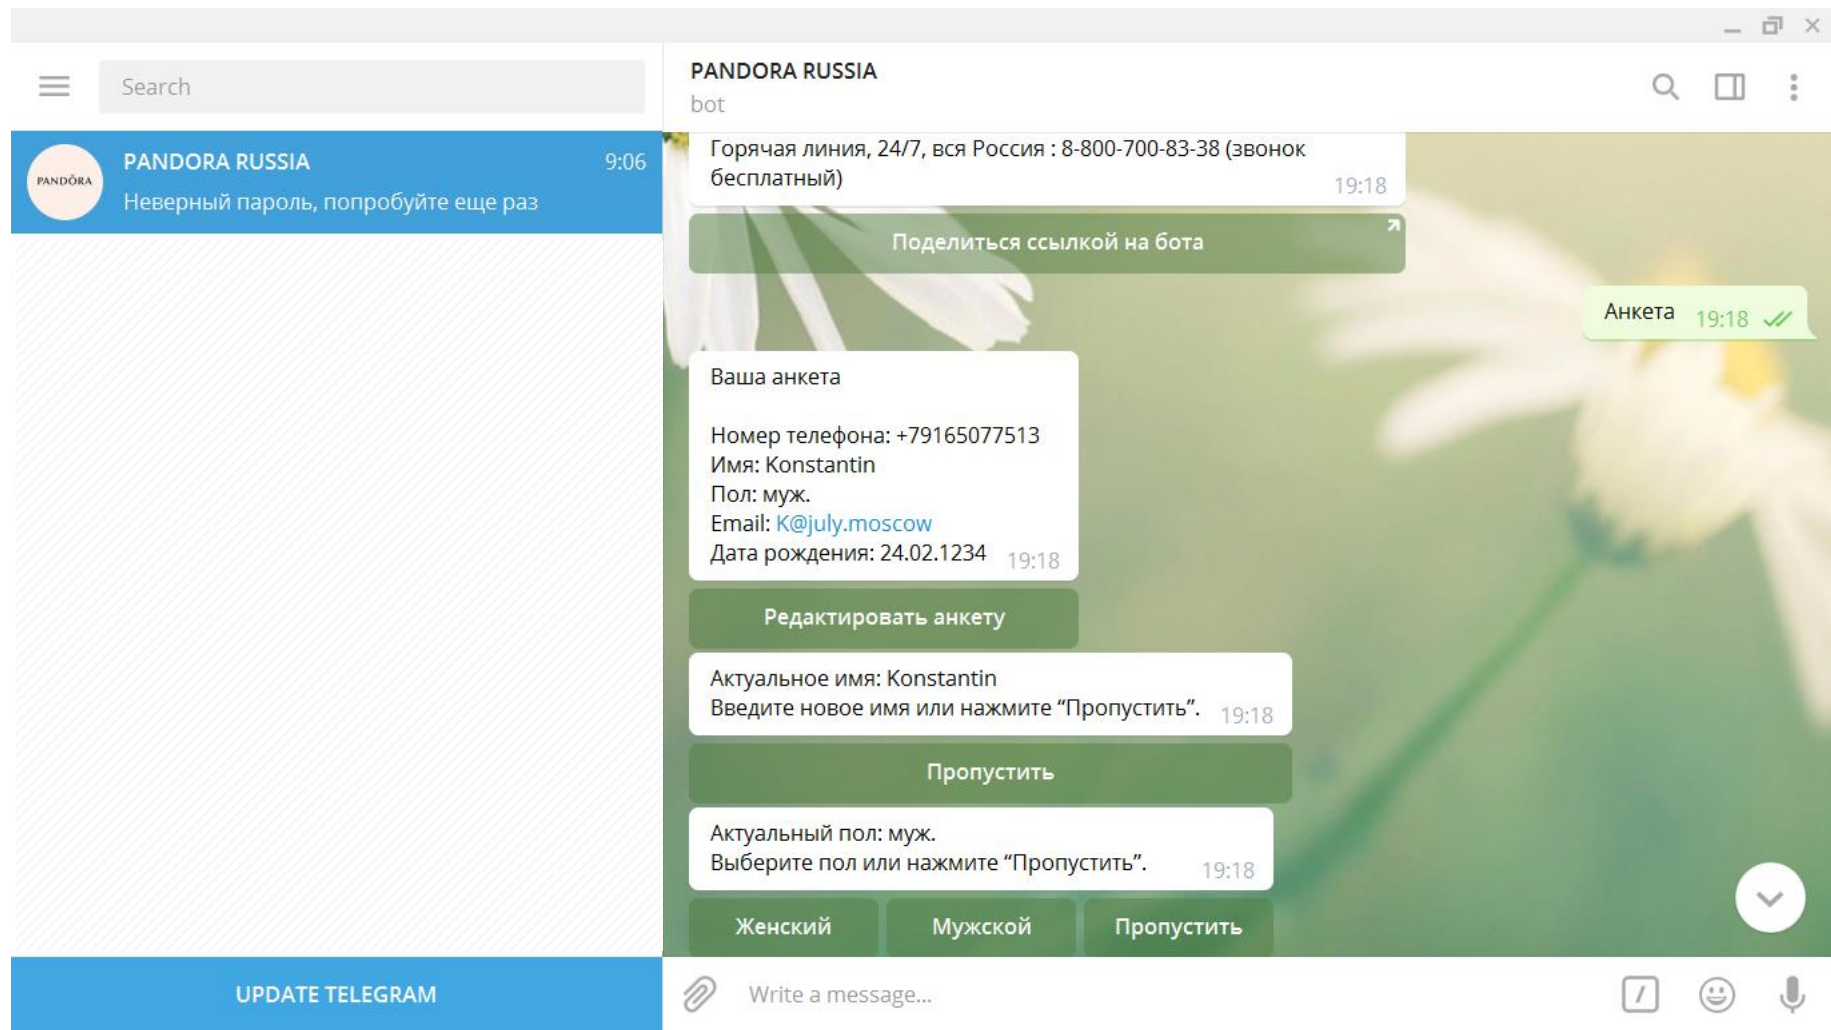 Search
PANDORA RUSSIA
bot
PANDÖRA
PANDORA RUSSIA
9:06
Неверный пароль, попробуйте еще раз
Горячая линия, 24/7, вся Россия : 8-800-700-83-38 (звонок
бесплатный)
19:18
Поделиться ссылкой на бота
Анкета
19:18
Ваша анкета
Номер телефона: +79165077513
Имя: Konstantin
Пол: муж.
Email: K@july.moscow
Дата рождения: 24.02.1234
19:18
Редактировать анкету
Актуальное имя: Konstantin
Введите новое имя или нажмите “Пропустить”.
19:18
Пропустить
Актуальный пол: муж.
Выберите пол или нажмите “Пропустить”.
19:18
Женский
Мужской
Пропустить
UPDATE TELEGRAM
Write a message...